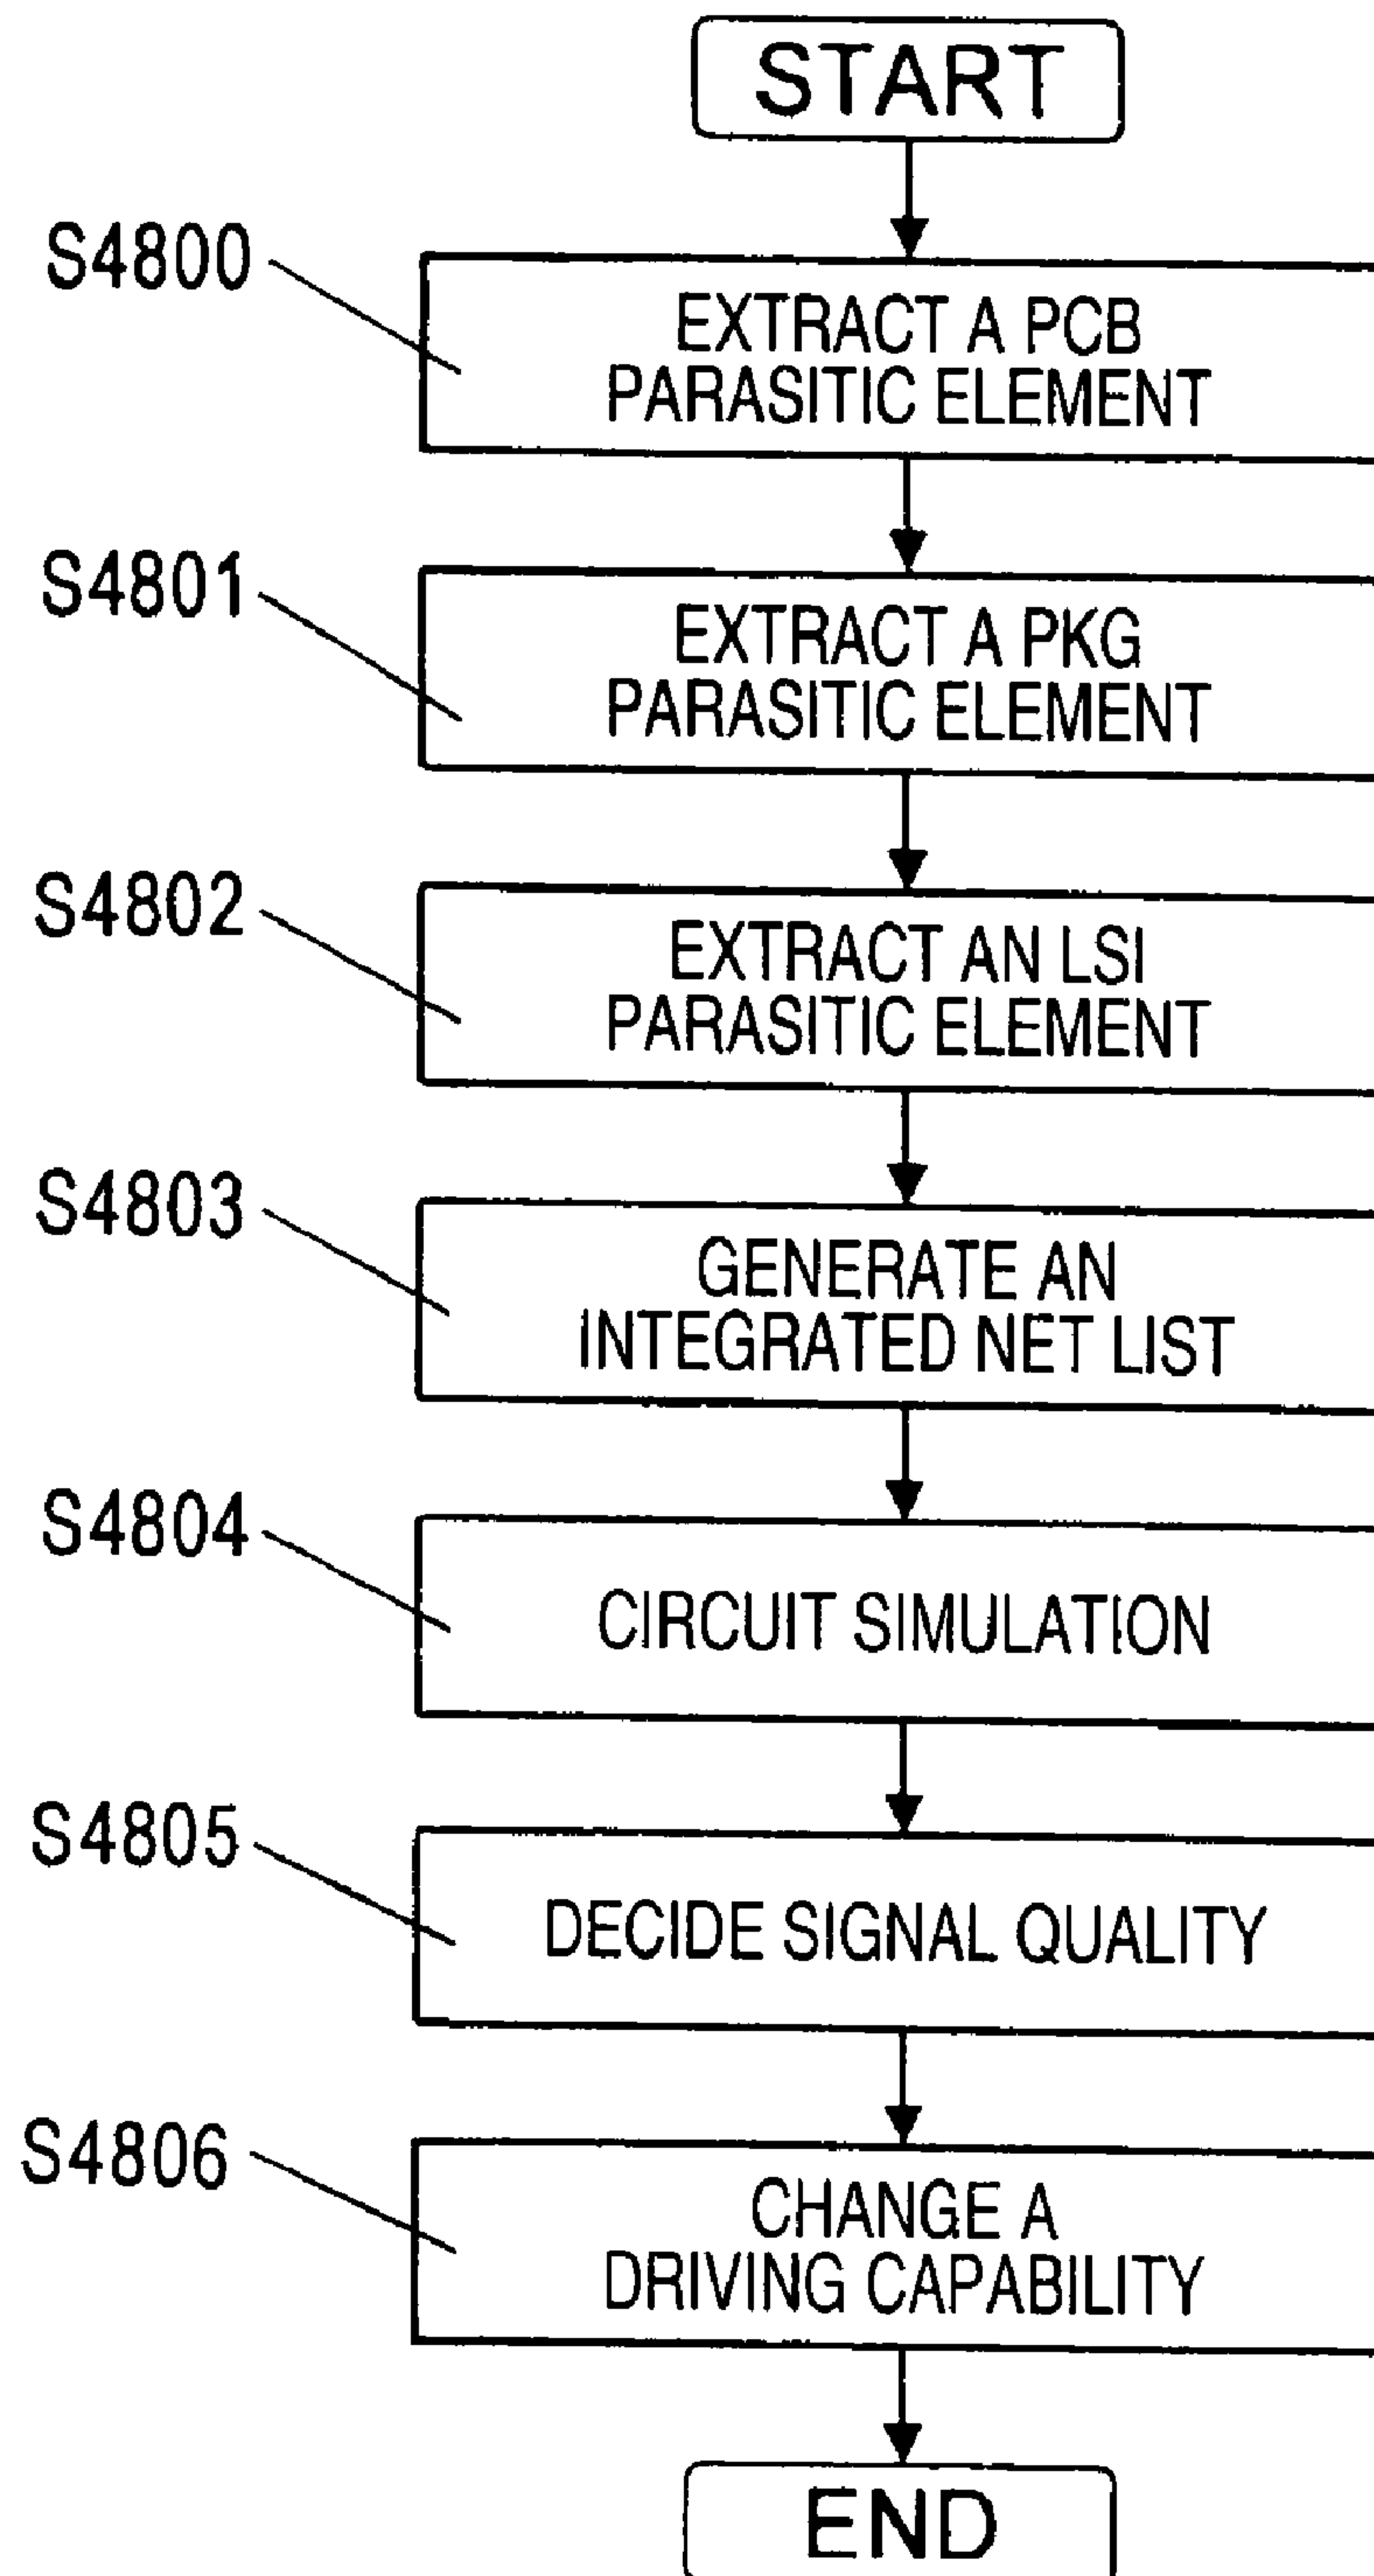 START
S4800
EXTRACT A PCB
PARASITIC ELEMENT
S4801
EXTRACT A PKG
PARASITIC ELEMENT
S4802
EXTRACT AN LSI
PARASITIC ELEMENT
S4803
GENERATE AN
INTEGRATED NET LIST
S4804
CIRCUIT SIMULATION
S4805
DECIDE SIGNAL QUALITY
S4806
CHANGE A
DRIVING CAPABILITY
END